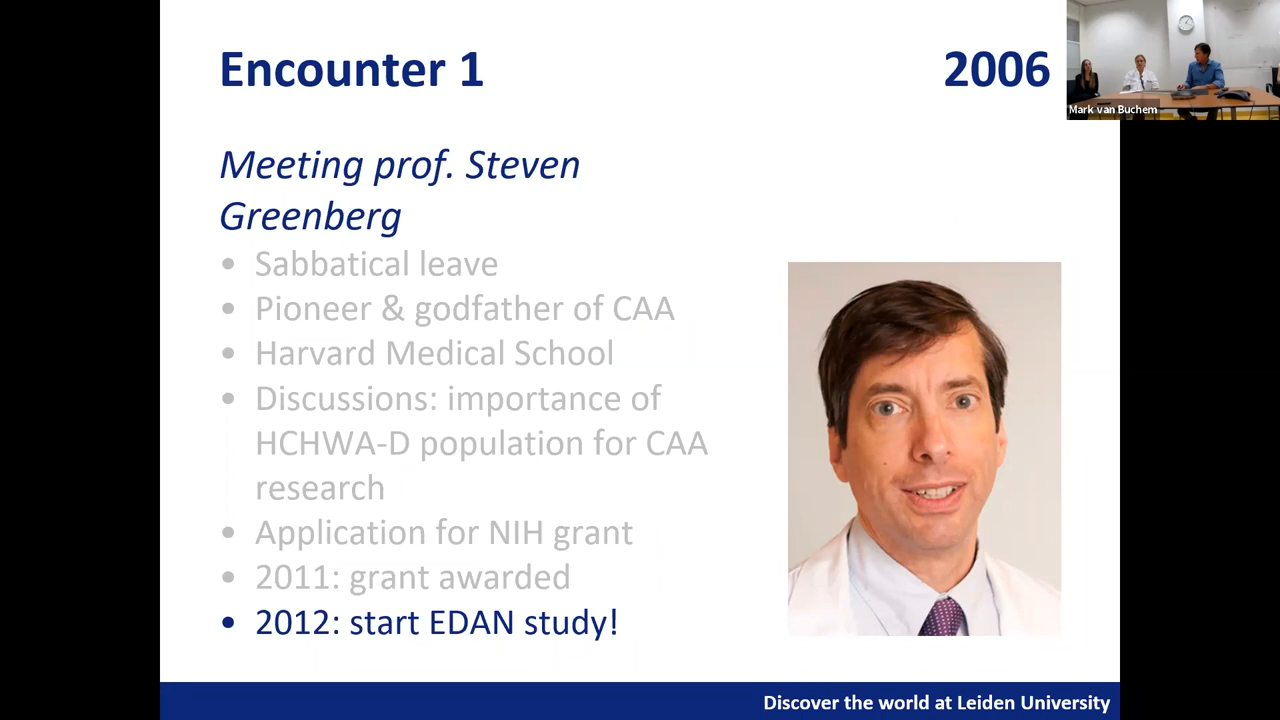 Encounter 1
2006
Mark van Buchem
Meeting prof. Steven
Greenberg
• Sabbatical leave
• Pioneer & godfather of CAA
• Harvard Medical School
• Discussions: importance of
HCHWA-D population for CAA
research
• Application for NIH grant
• 2011: grant awarded
• 2012: start EDAN study!
Discover the world at Leiden University